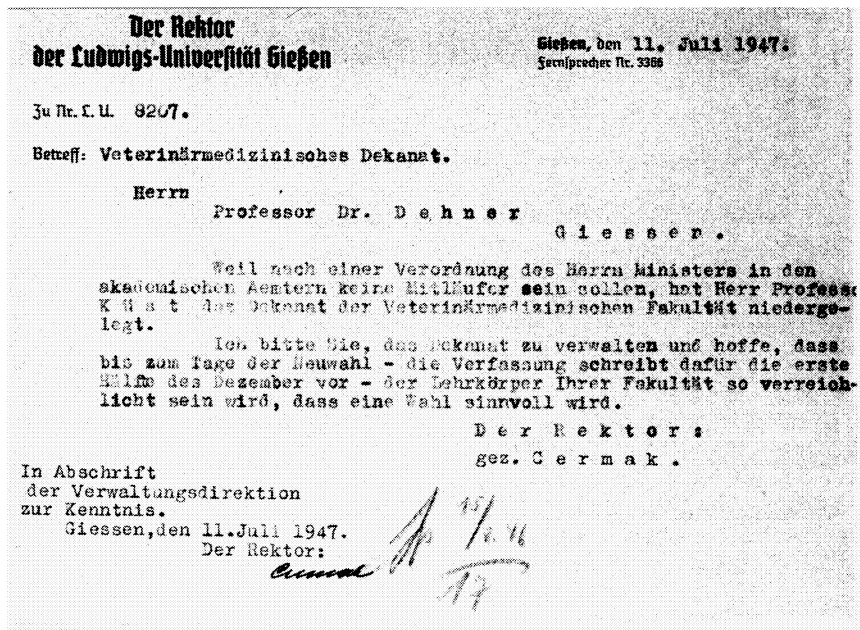 Der Rektor
der Ludwigs-Universität Gießen
Gießen, den 11. Juli 1947.
Fernsprecher Nr. 3366
Zu Nr. L. U. 8207.
Betreff: Veterinärmedizinisches Dekanat.
Herrn
Professor Dr. D e h n e r
G i e s s e n .
Weil nach einer Verordnung des Herrn Ministers in den
akademischen Aemtern keine Mitläufer sein sollen, hat Herr Professo
K ü s t das Dekanat der Veterinärmedizinischen Fakultät niederge-
legt.
Ich bitte Sie, das Dekanat zu verwalten und hoffe, dass
bis zum Tage der Neuwahl - die Verfassung schreibt dafür die erste
Hälfte des Dezember vor - der Lehrkörper Ihrer Fakultät so verreich-
licht sein wird, dass eine Wahl sinnvoll wird.
D e r R e k t o r :
gez. C e r m a k .
In Abschrift
der Verwaltungsdirektion
zur Kenntnis.
Giessen,den 11.Juli 1947.
Der Rektor:
Cermak
15/
17